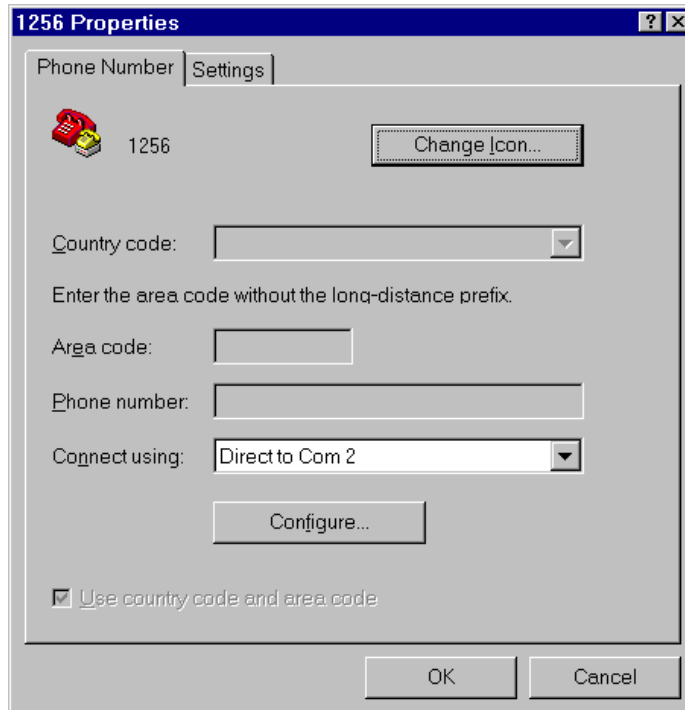 1256 Properties
Phone Number Settings
1256 Change Icon...
Country code:
Enter the area code without the long-distance prefix.
Area code:
Phone number:
Connect using: Direct to Com 2
Configure...
Use country code and area code
OK Cancel